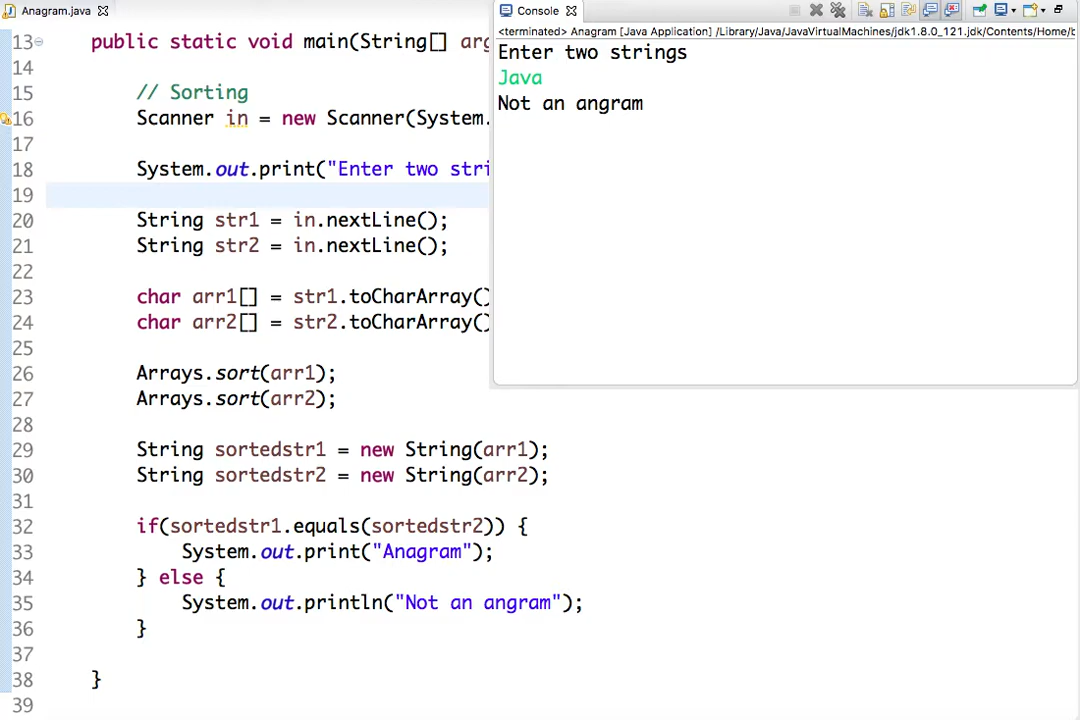 Anagram.java
13 public static void main(String[] arg
14
15 // Sorting
16 Scanner in = new Scanner(System.
17
18 System.out.print("Enter two stri
19
20 String str1 = in.nextLine();
21 String str2 = in.nextLine();
22
23 char arr1[] = str1.toCharArray()
24 char arr2[] = str2.toCharArray()
25
26 Arrays.sort(arr1);
27 Arrays.sort(arr2);
28
29 String sortedstr1 = new String(arr1);
30 String sortedstr2 = new String(arr2);
31
32 if(sortedstr1.equals(sortedstr2)) {
33 System.out.print("Anagram");
34 } else {
35 System.out.println("Not an angram");
36 }
37
38 }
39
Console
<terminated> Anagram [Java Application] /Library/Java/JavaVirtualMachines/jdk1.8.0_121.jdk/Contents/Home/b
Enter two strings
Java
Not an angram